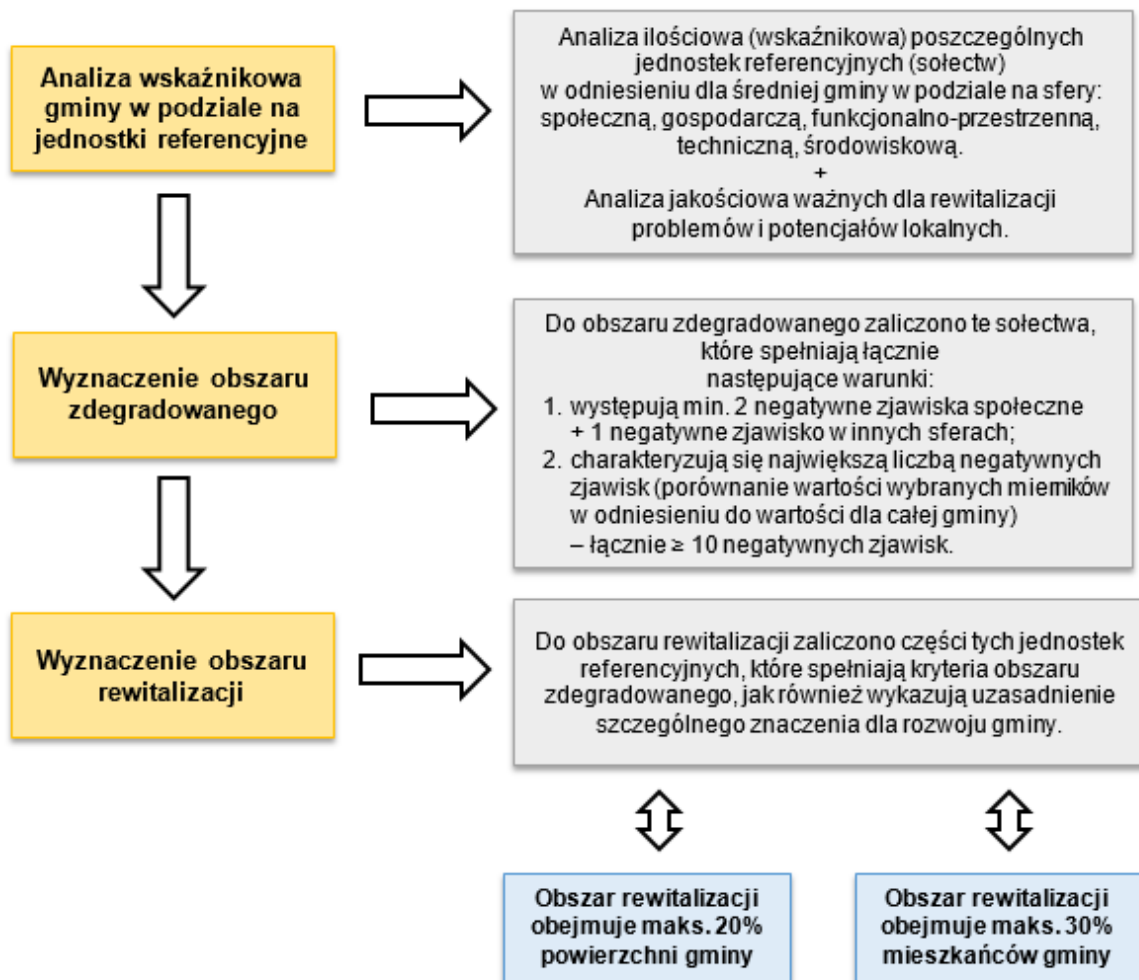 Analiza wskaźnikowa
gminy w podziale na
jednostki referencyjne
Analiza ilościowa (wskaźnikowa) poszczególnych
jednostek referencyjnych (sołectw)
w odniesieniu dla średniej gminy w podziale na sfery:
społeczną, gospodarczą, funkcjonalno-przestrzenną,
techniczną, środowiskową.
+
Analiza jakościowa ważnych dla rewitalizacji
problemów i potencjałów lokalnych.
Wyznaczenie obszaru
zdegradowanego
Do obszaru zdegradowanego zaliczono te sołectwa,
które spełniają łącznie
następujące warunki:
1. występują min. 2 negatywne zjawiska społeczne
+ 1 negatywne zjawisko w innych sferach;
2. charakteryzują się największą liczbą negatywnych
zjawisk (porównanie wartości wybranych mierników
w odniesieniu do wartości dla całej gminy)
– łącznie ≥ 10 negatywnych zjawisk.
Wyznaczenie obszaru
rewitalizacji
Do obszaru rewitalizacji zaliczono części tych jednostek
referencyjnych, które spełniają kryteria obszaru
zdegradowanego, jak również wykazują uzasadnienie
szczególnego znaczenia dla rozwoju gminy.
Obszar rewitalizacji
obejmuje maks. 20%
powierzchni gminy
Obszar rewitalizacji
obejmuje maks. 30%
mieszkańców gminy